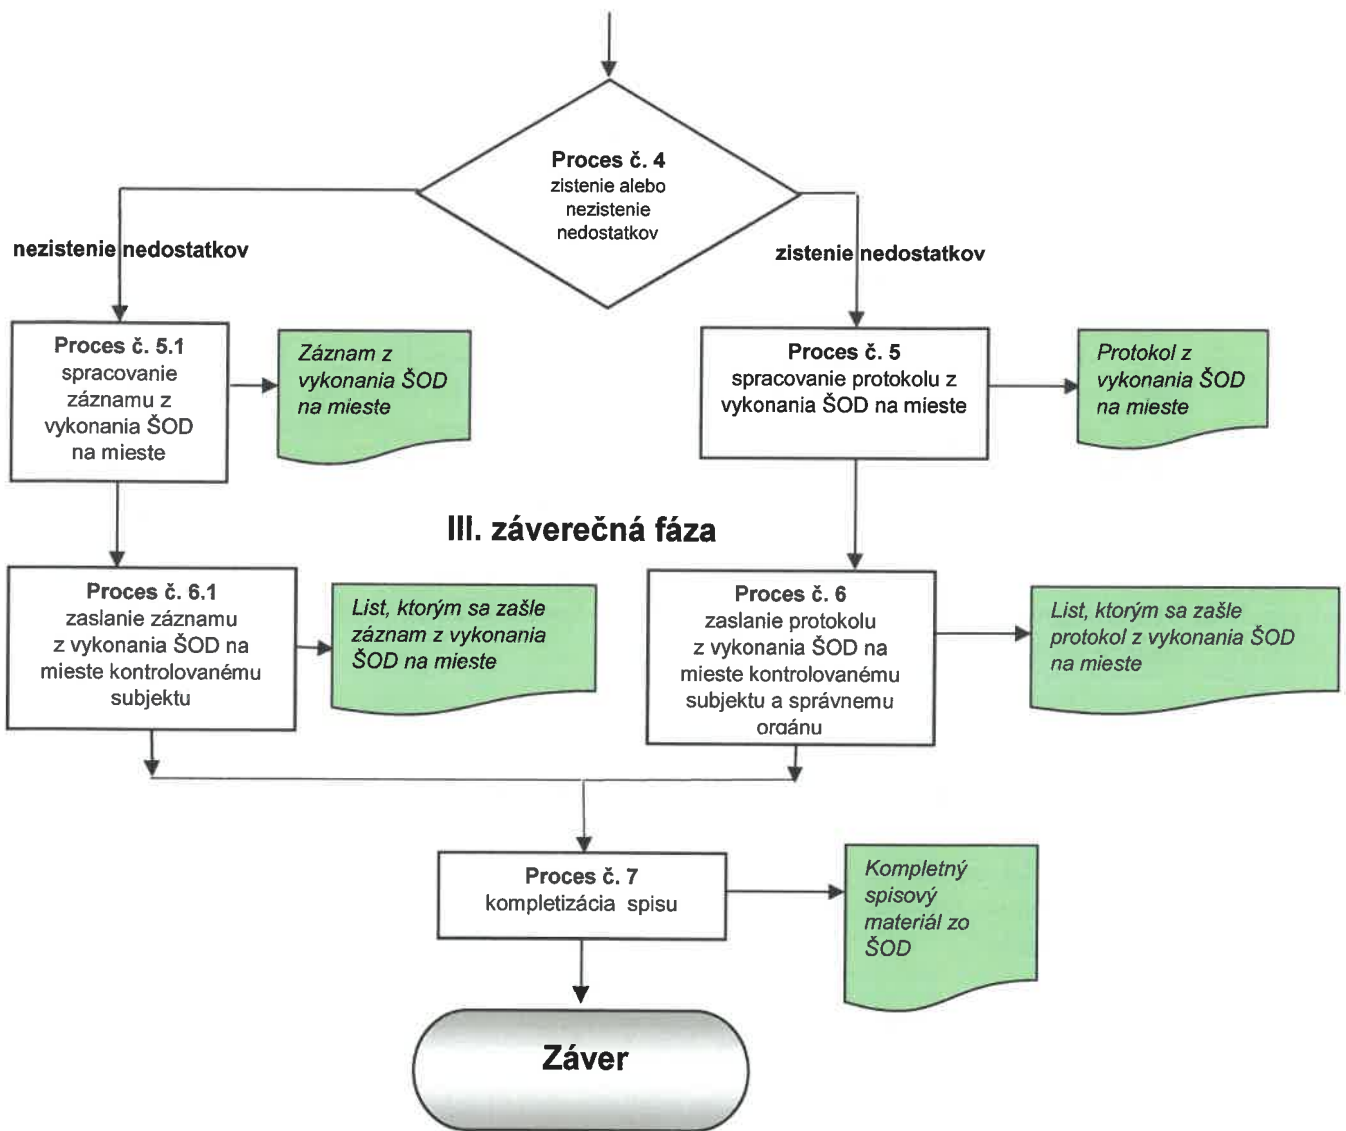 Proces č. 4
zistenie alebo
nezistenie
nedostatkov
nezistenie nedostatkov
zistenie nedostatkov
Proces č. 5.1
spracovanie
záznamu z
vykonania ŠOD
na mieste
Záznam z
vykonania ŠOD
na mieste
Proces č. 5
spracovanie protokolu z
vykonania ŠOD na mieste
Protokol z
vykonania ŠOD
na mieste
III. záverečná fáza
Proces č. 6.1
zaslanie záznamu
z vykonania ŠOD na
mieste kontrolovanému
subjektu
List, ktorým sa zašle
záznam z vykonania
ŠOD na mieste
Proces č. 6
zaslanie protokolu
z vykonania ŠOD na
mieste kontrolovanému
subjektu a správnemu
orgánu
List, ktorým sa zašle
protokol z vykonania ŠOD
na mieste
Proces č. 7
kompletizácia spisu
Kompletný
spisový
materiál zo
ŠOD
Záver